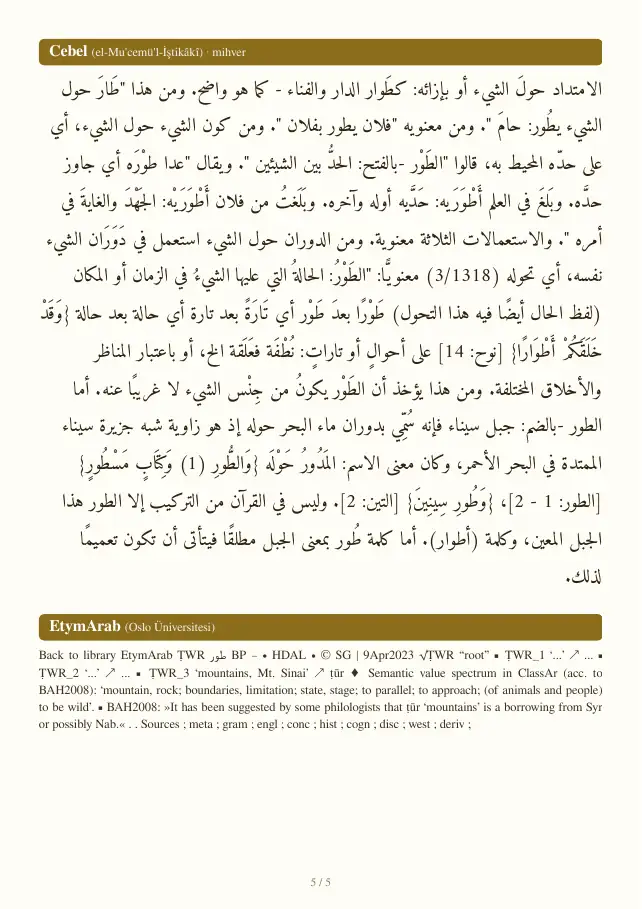 Cebel (el-Mu'cemü'l-İştikâkî) · mihver
الامتداد حولَ الشيء أو بإزائه: كطَوار الدار والفناء - كما هو واضح. ومن هذا "طَارَ حول
الشيء يطُور: حامَ ". ومن معنويه "فلان يطور بفلان ". ومن كون الشيء حول الشيء، أي
على حدّه المحيط به، قالوا "الطَوْر -بالفتح: الحدُّ بين الشيئين ". ويقال "عدا طوْرَه أي جاوز
حدَّه. وبَلغَ في العلم أَطْوَرَيه: حَدَّيه أوله وآخره. وبَلَغتُ من فلان أَطْوَرَيْه: الجَهْدَ والغايةَ في
أمره ". والاستعمالات الثلاثة معنوية. ومن الدوران حول الشيء استعمل في دَوَرَان الشيء
نفسه، أي تحوله (3/1318) معنويًّا: "الطَوْرُ: الحالةُ التي عليها الشيءُ في الزمان أو المكان
(لفظ الحال أيضًا فيه هذا التحول) طَوْرًا بعدَ طَوْر أي تَارَةً بعد تارة أي حالة بعد حالة {وَقَدْ
خَلَقَكُمْ أَطْوَارًا} [نوح: 14] على أحوالٍ أو تاراتٍ: نُطْفَة فعَلَقة الخ، أو باعتبار المناظر
والأخلاق المختلفة. ومن هذا يؤخذ أن الطَوْر يكونُ من جِنْس الشيء لا غريبًا عنه. أما
الطور -بالضم: جبل سيناء فإنه سُمِّي بدوران ماء البحر حوله إذ هو زاوية شبه جزيرة سيناء
الممتدة في البحر الأحمر، وكان معنى الاسم: المَدُورُ حَوْلَه {وَالطُّورِ (1) وَكِتَابٍ مَسْطُورٍ}
[الطور: 1 - 2]، {وَطُورِ سِينِينَ} [التين: 2]. وليس في القرآن من التركيب إلا الطور هذا
الجبل المعين، وكلمة (أطوار). أما كلمة طُور بمعنى الجبل مطلقًا فيتأتى أن تكون تعميمًا
لذلك.
EtymArab (Oslo Üniversitesi)
Back to library EtymArab ṬWR طور BP – • HDAL • © SG | 9Apr2023 √ṬWR “root” ▪ ṬWR_1 ‘...’ ↗ ... ▪
ṬWR_2 ‘...’ ↗ ... ▪ ṬWR_3 ‘mountains, Mt. Sinai’ ↗ ṭūr ♦ Semantic value spectrum in ClassAr (acc. to
BAH2008): ‘mountain, rock; boundaries, limitation; state, stage; to parallel; to approach; (of animals and people)
to be wild’. ▪ BAH2008: »It has been suggested by some philologists that ṭūr ‘mountains’ is a borrowing from Syr
or possibly Nab.« . . Sources ; meta ; gram ; engl ; conc ; hist ; cogn ; disc ; west ; deriv ;
5 / 5